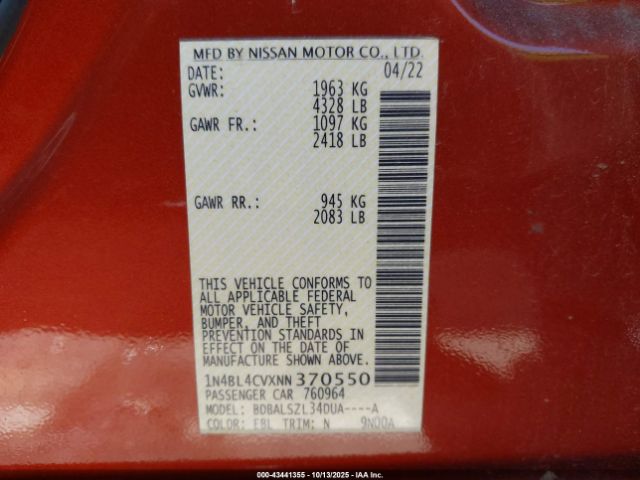 MFD BY NISSAN MOTOR CO., LTD.
DATE: 04/22
GVWR: 1963 KG
4328 LB
GAWR FR.: 1097 KG
2418 LB
GAWR RR.: 945 KG
2083 LB
THIS VEHICLE CONFORMS TO
ALL APPLICABLE FEDERAL
MOTOR VEHICLE SAFETY,
BUMPER, AND THEFT
PREVENTION STANDARDS IN
EFFECT ON THE DATE OF
MANUFACTURE SHOWN ABOVE.
1N4BL4CVXNN370550
PASSENGER CAR 760964
MODEL: BDBALSZL34DUA----A
COLOR: EBL TRIM: N 9N00A
000-43441355 | 10/13/2025 | IAA Inc.